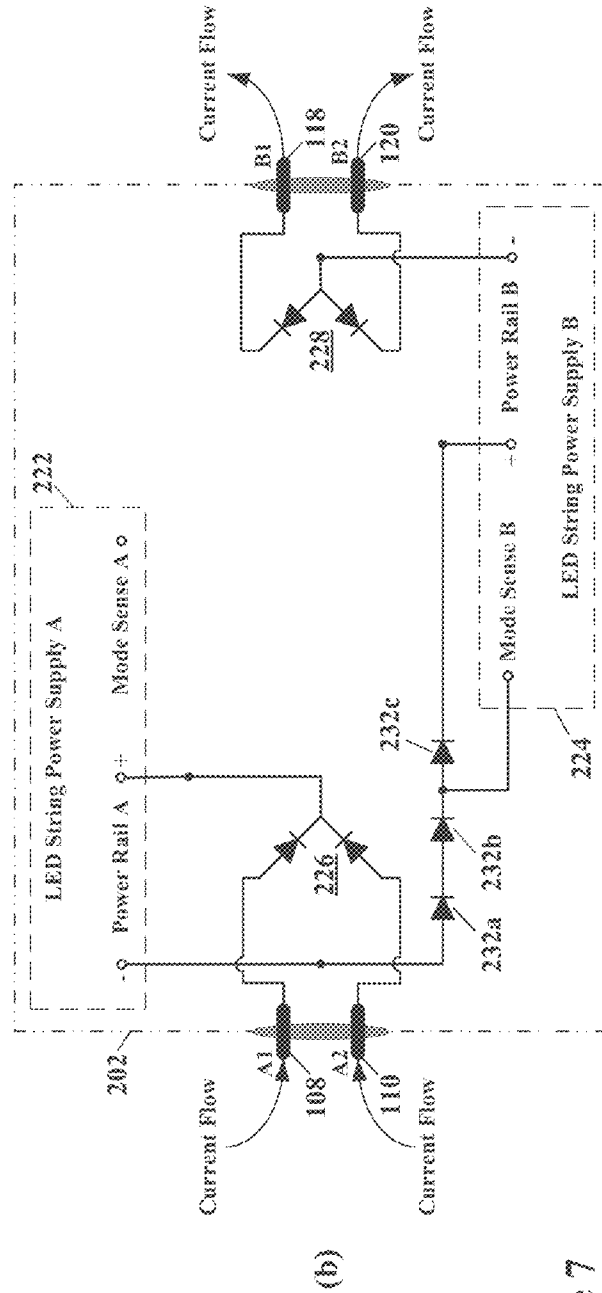 222
LED String Power Supply A
Power Rail A
- +
Mode Sense A
202
Current Flow
A1
108
A2
110
Current Flow
226
228
Current Flow
B1
118
B2
120
Current Flow
232a
232b
232c
Mode Sense B
+ -
Power Rail B
LED String Power Supply B
224
(b)
7